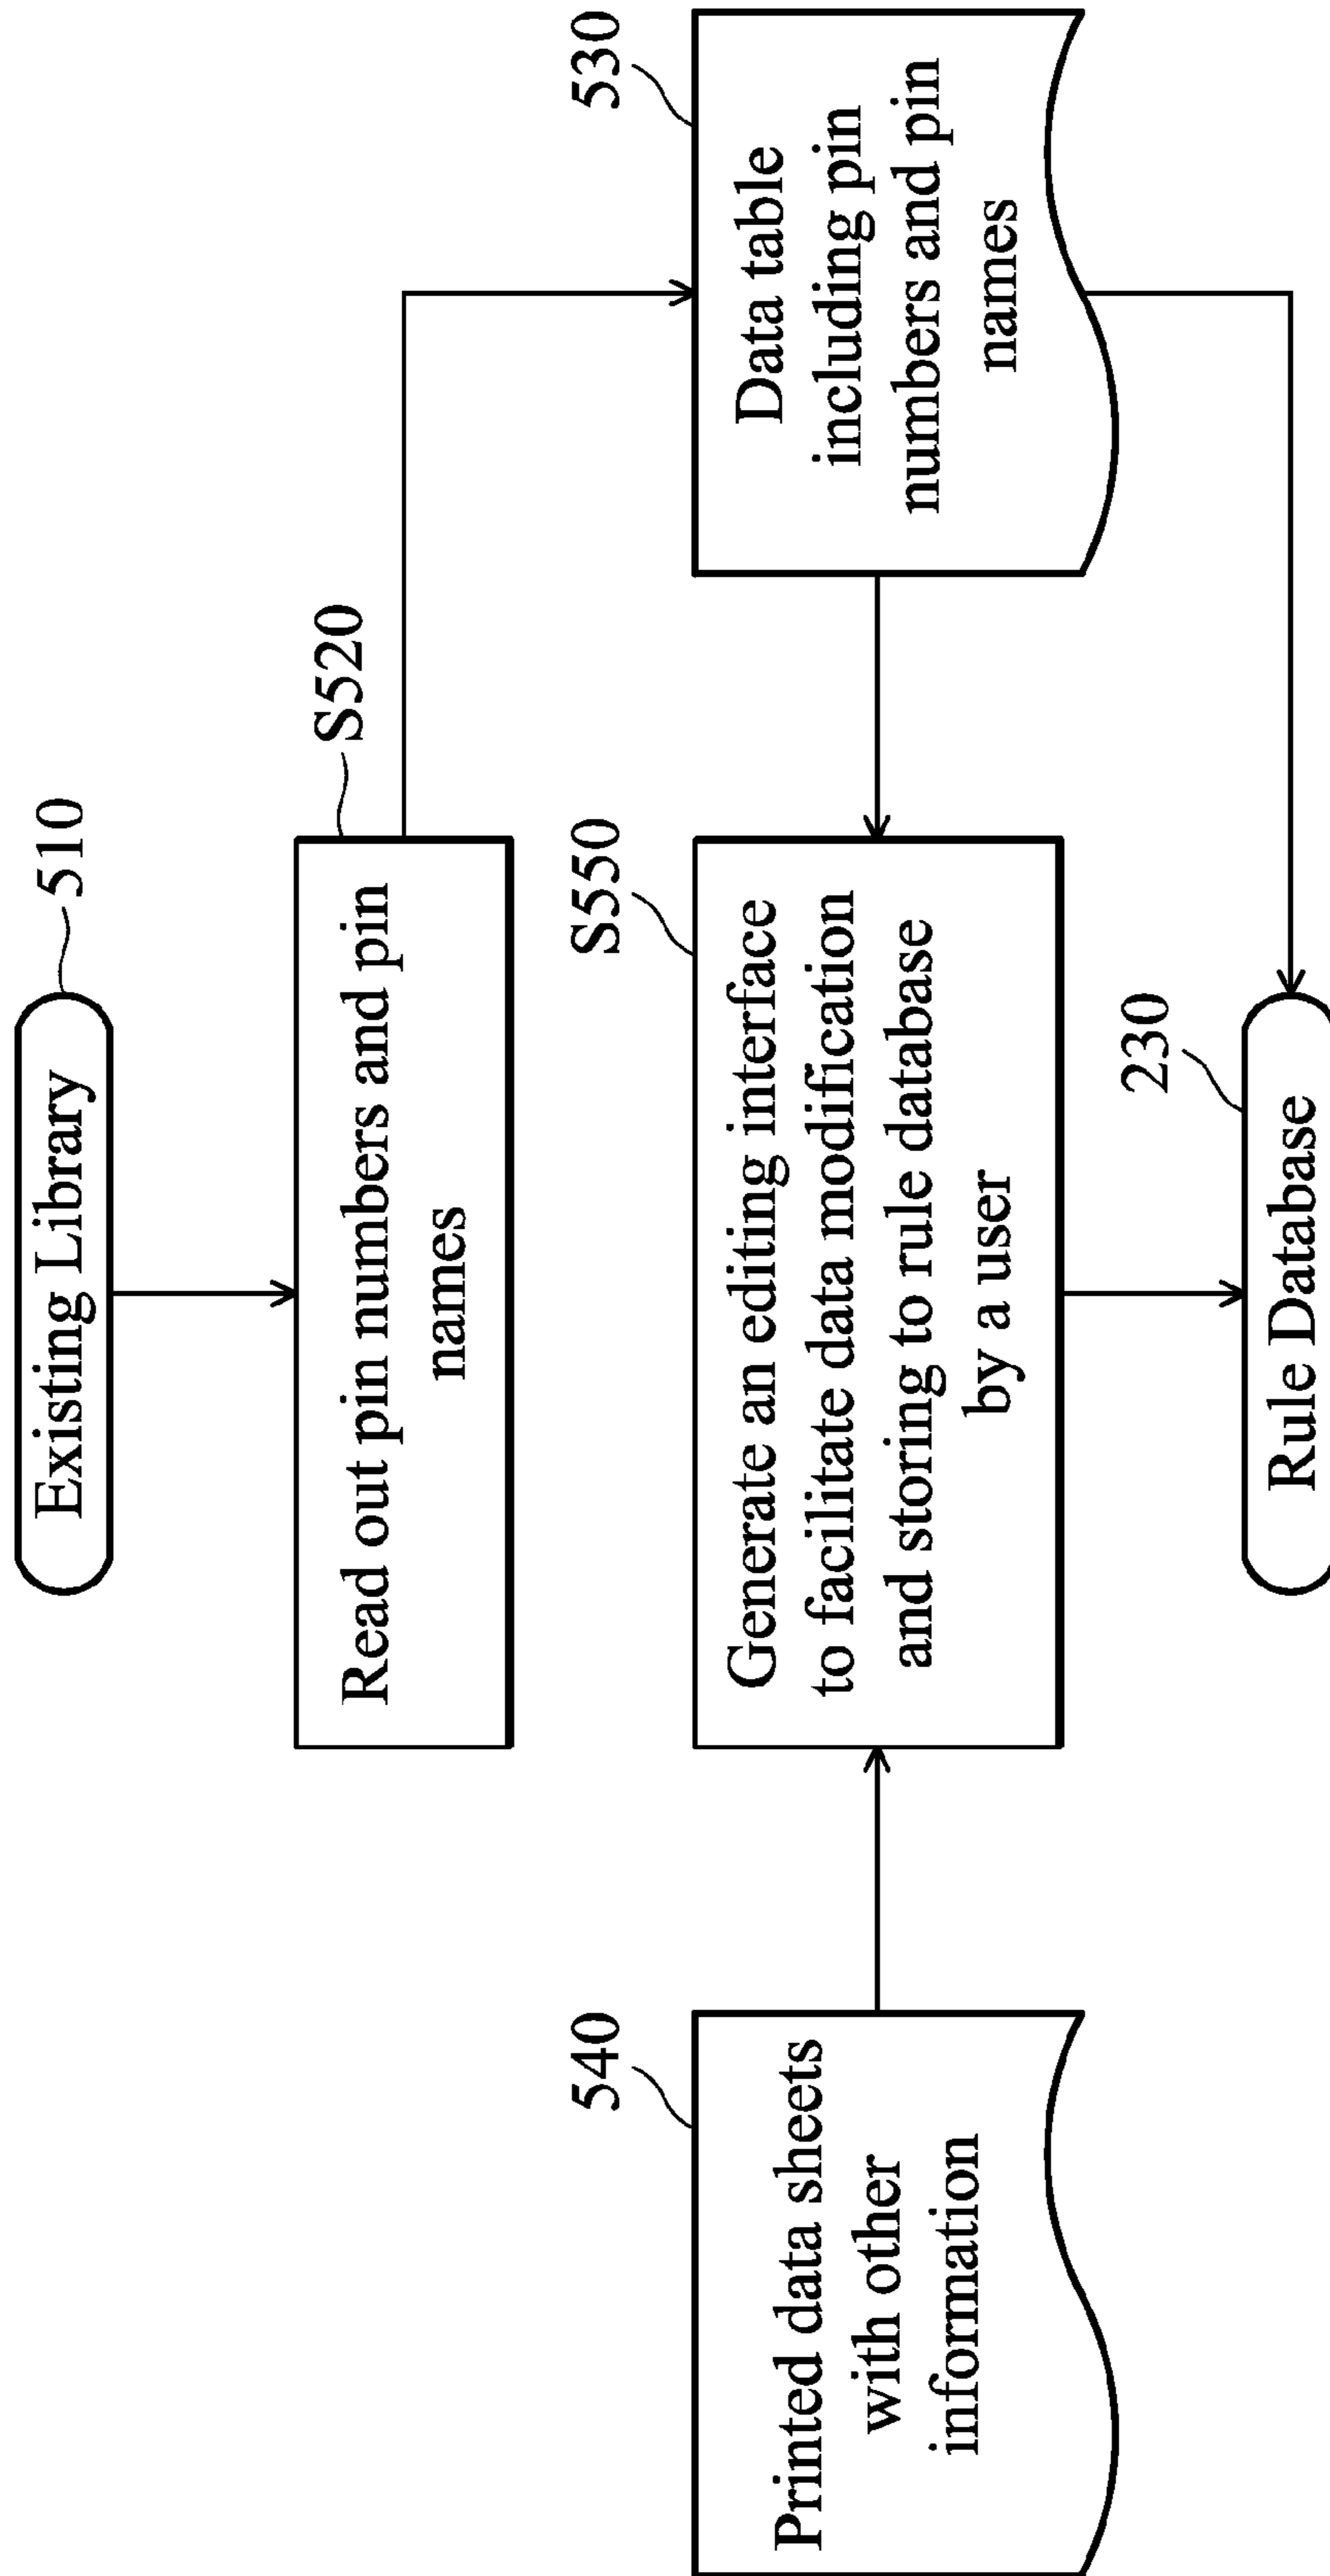 Existing Library
510
S520
Read out pin numbers and pin
names
540
Printed data sheets
with other
information
S550
Generate an editing interface
to facilitate data modification
and storing to rule database
by a user
530
Data table
including pin
numbers and pin
names
230
Rule Database